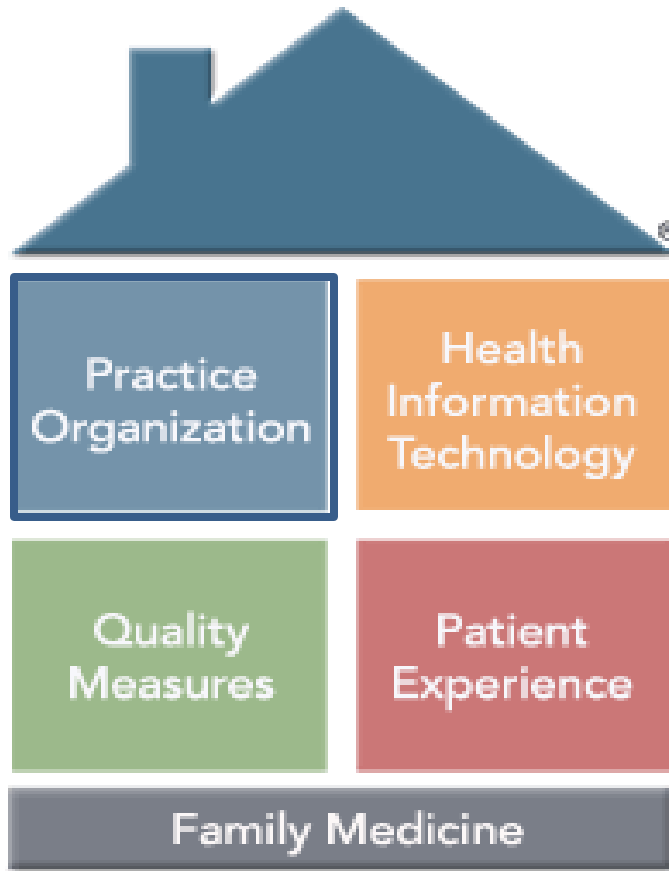 ®
Practice
Organization
Health
Information
Technology
Quality
Measures
Patient
Experience
Family Medicine